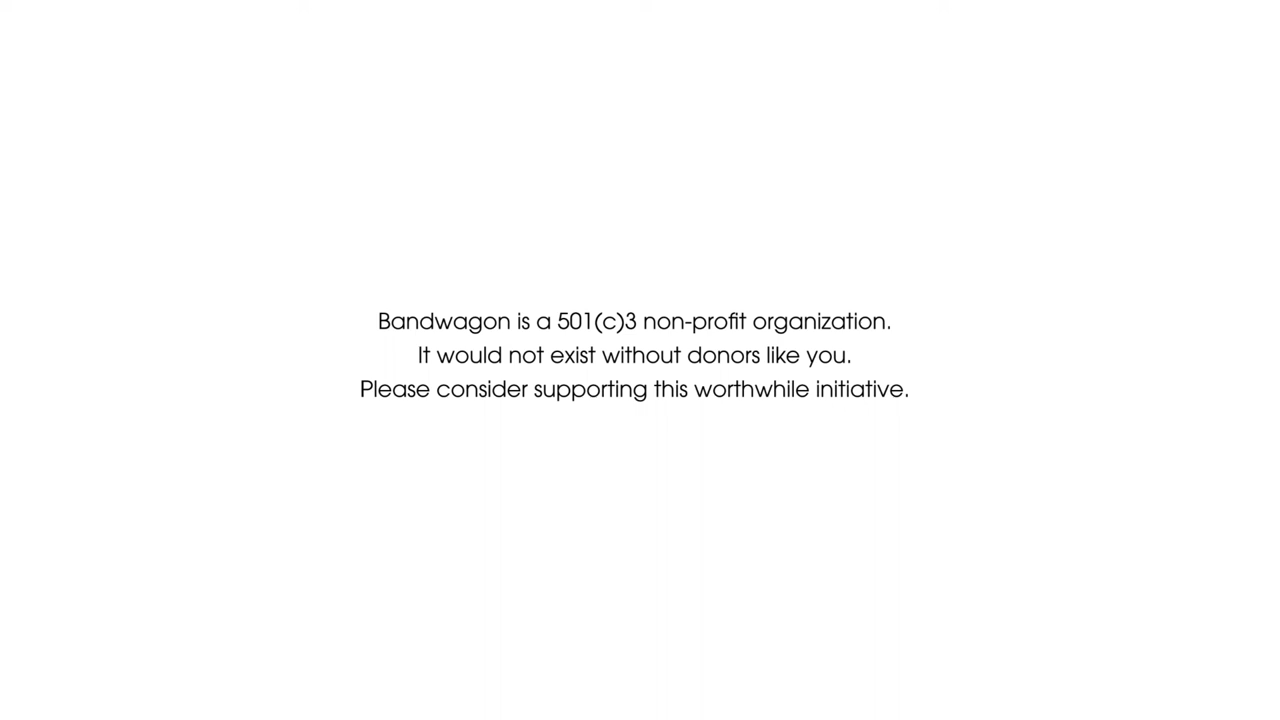 Bandwagon is a 501(c)3 non-profit organization.
It would not exist without donors like you.
Please consider supporting this worthwhile initiative.